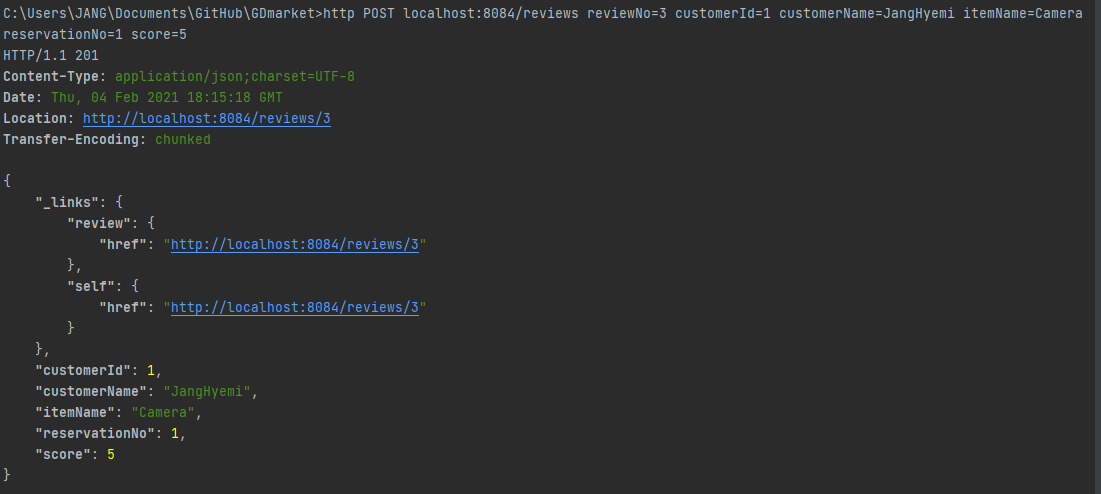 C:\Users\JANG\Documents\GitHub\GDmarket>http POST localhost:8084/reviews reviewNo=3 customerId=1 customerName=JangHyemi itemName=Camera
reservationNo=1 score=5
HTTP/1.1 201
Content-Type: application/json;charset=UTF-8
Date: Thu, 04 Feb 2021 18:15:18 GMT
Location: http://localhost:8084/reviews/3
Transfer-Encoding: chunked

{
    "_links": {
        "review": {
            "href": "http://localhost:8084/reviews/3"
        },
        "self": {
            "href": "http://localhost:8084/reviews/3"
        }
    },
    "customerId": 1,
    "customerName": "JangHyemi",
    "itemName": "Camera",
    "reservationNo": 1,
    "score": 5
}